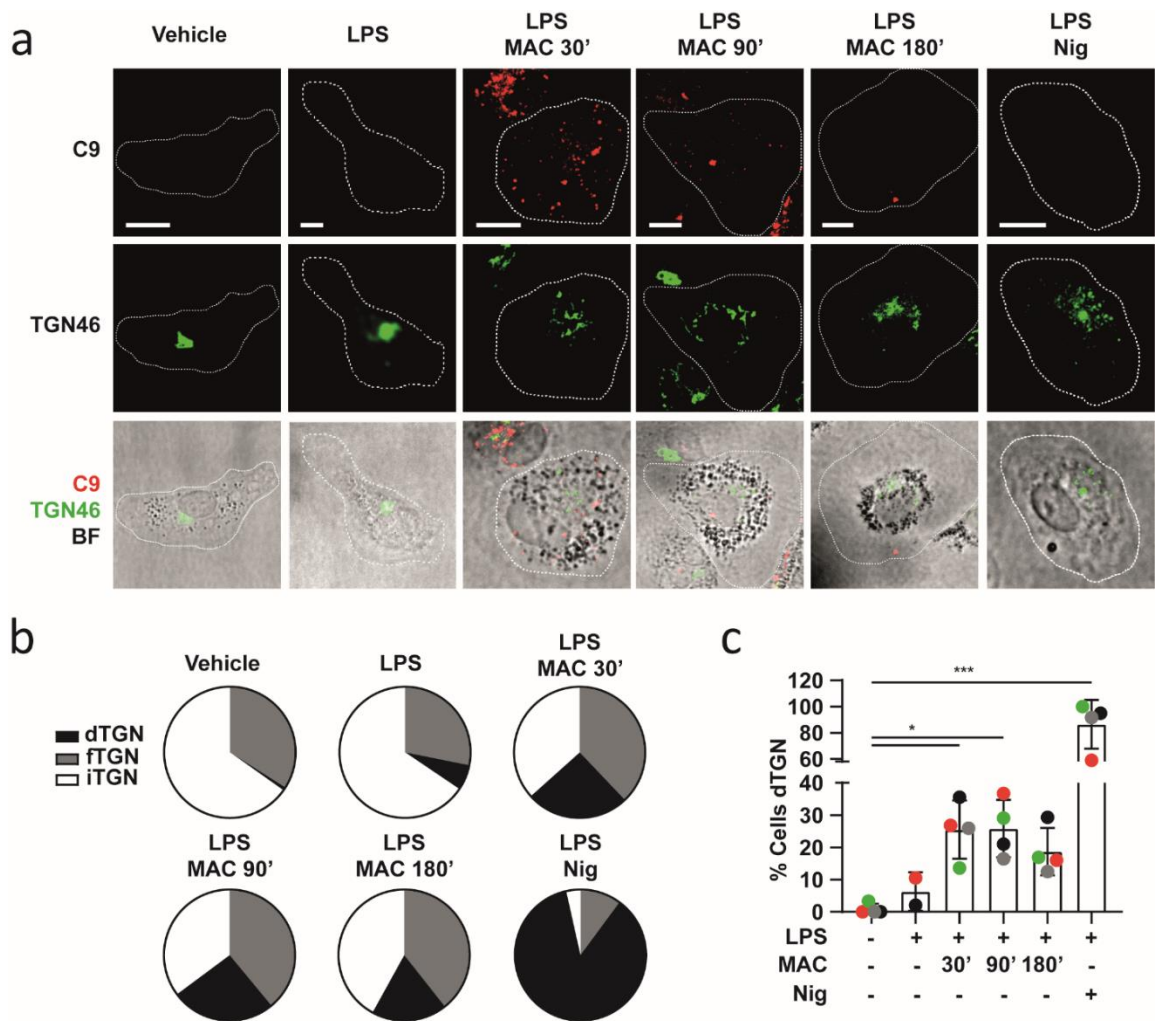 a
Vehicle
LPS
LPS
MAC 30’
LPS
MAC 90’
LPS
MAC 180’
LPS
Nig
C9
TGN46
C9
TGN46
BF
b
Vehicle
LPS
LPS
MAC 30’
dTGN
fTGN
iTGN
LPS
MAC 90’
LPS
MAC 180’
LPS
Nig
c
***
*
% Cells dTGN
120
100
80
60
40
30
20
10
0
LPS - + + + + +
MAC - - 30’ 90’ 180’ -
Nig - - - - - +